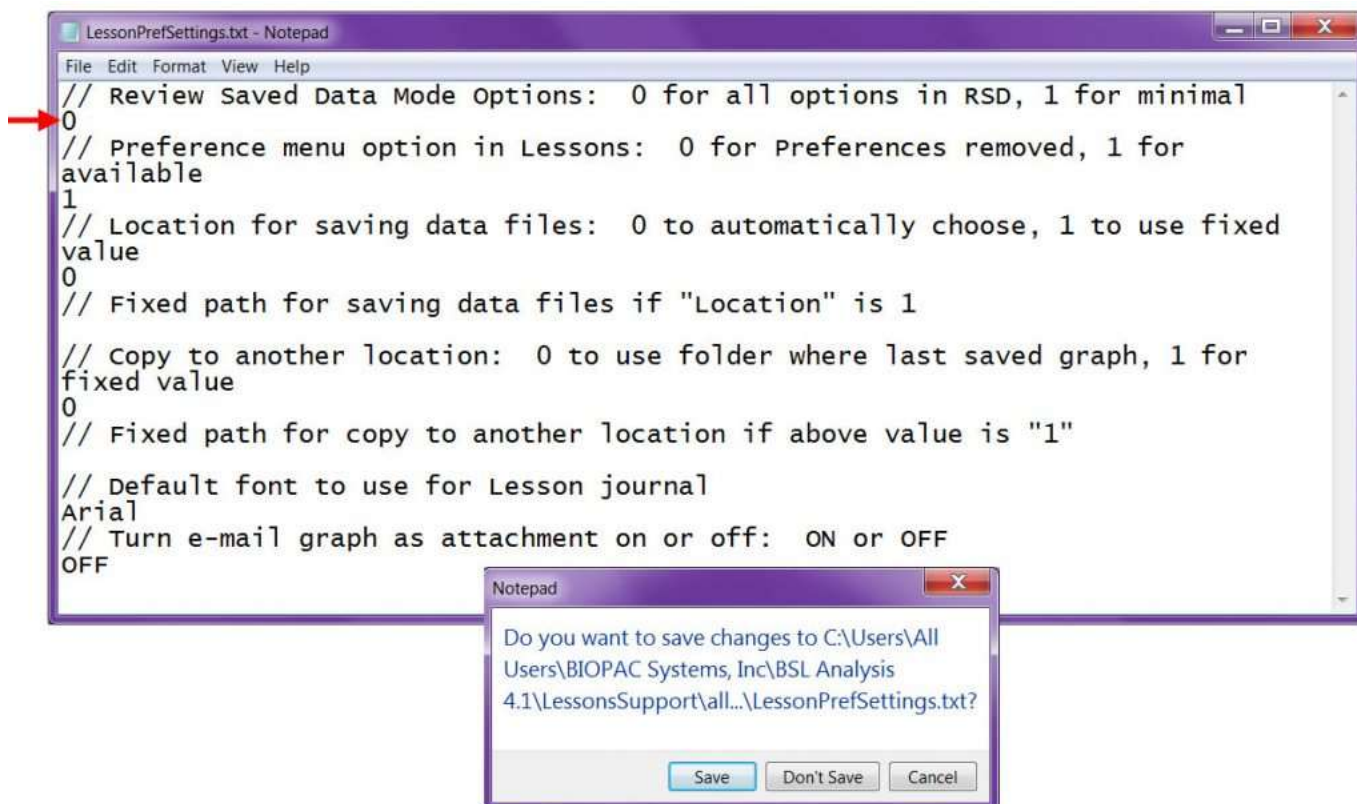 LessonPrefSettings.txt - Notepad
File Edit Format View Help
// Review Saved Data Mode Options:  0 for all options in RSD, 1 for minimal
0
// Preference menu option in Lessons:  0 for Preferences removed, 1 for
available
1
// Location for saving data files:  0 to automatically choose, 1 to use fixed
value
0
// Fixed path for saving data files if "Location" is 1
// Copy to another location:  0 to use folder where last saved graph, 1 for
fixed value
0
// Fixed path for copy to another location if above value is "1"
// Default font to use for Lesson journal
Arial
// Turn e-mail graph as attachment on or off:  ON or OFF
OFF
Notepad
Do you want to save changes to C:\Users\All
Users\BIOPAC Systems, Inc\BSL Analysis
4.1\LessonsSupport\all...\LessonPrefSettings.txt?
Save Don't Save Cancel